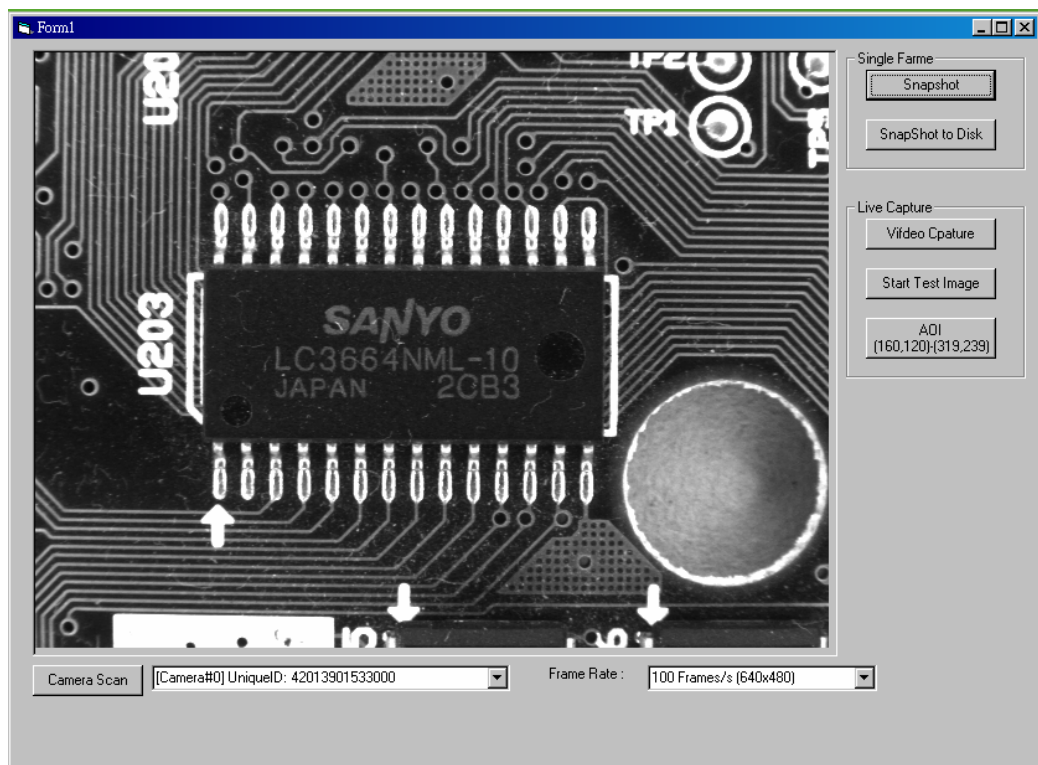 Form1
Single Farme
Snapshot
SnapShot to Disk
Live Capture
Vifdeo Cpature
Start Test Image
AOI
(160,120)-(319,239)
U20
TP2
TP1
U203
SANYO
LC3664NML-10
JAPAN 2CB3
Camera Scan
[Camera#0] UniqueID: 42013901533000
Frame Rate :
100 Frames/s (640x480)